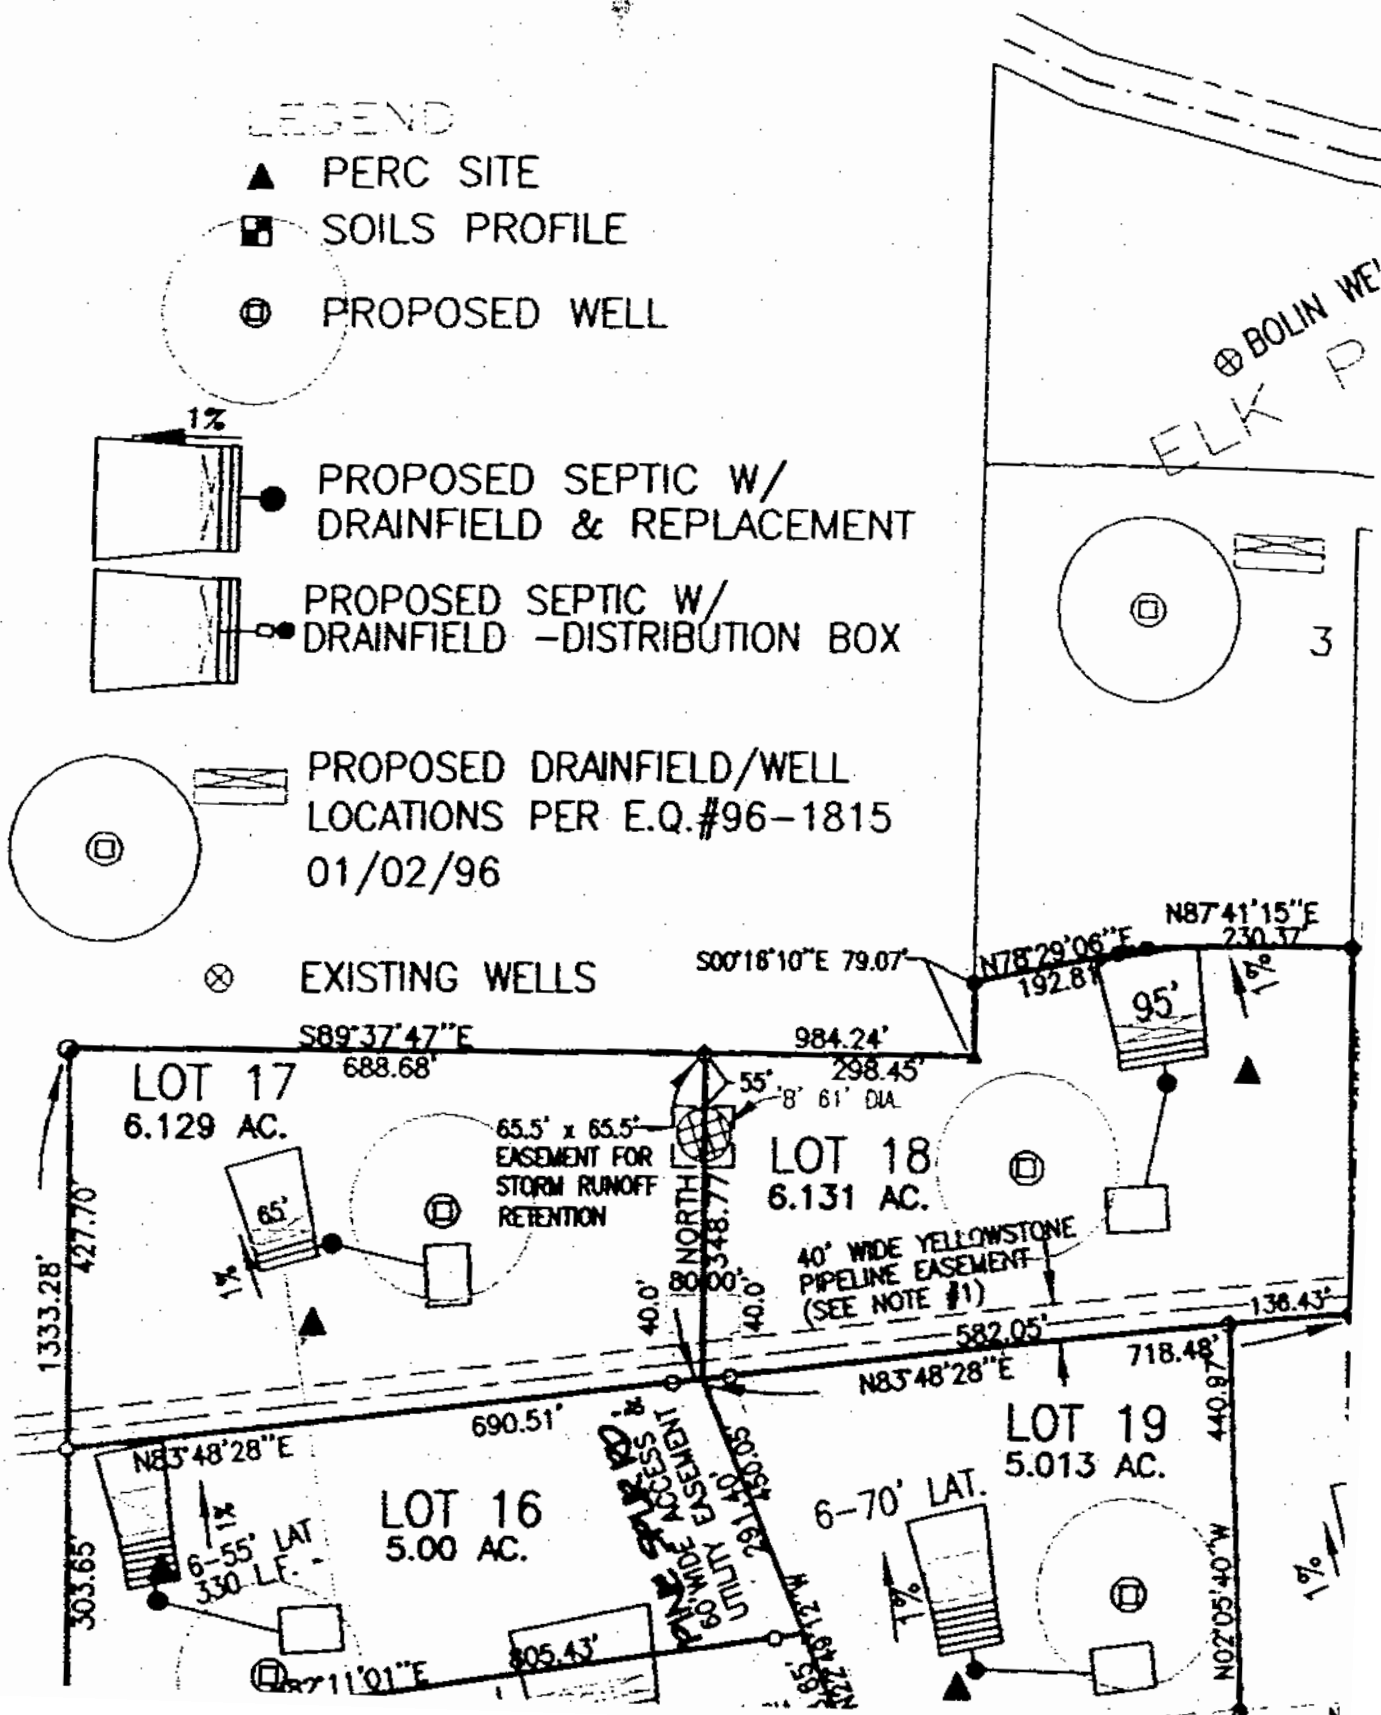 LEGEND
PERC SITE
SOILS PROFILE
PROPOSED WELL
1%
PROPOSED SEPTIC W/
DRAINFIELD & REPLACEMENT
PROPOSED SEPTIC W/
DRAINFIELD -DISTRIBUTION BOX
PROPOSED DRAINFIELD/WELL
LOCATIONS PER E.Q.#96-1815
01/02/96
EXISTING WELLS
BOLIN
ELK P
3
N87°41'15"E
230.37'
N78°29'06"E
192.81'
S00°18'10"E 79.07'
95'
1%
S89°37'47"E
688.68'
984.24'
298.45'
LOT 17
6.129 AC.
55'
'8' 61' DIA.
65.5' x 65.5'
EASEMENT FOR
STORM RUNOFF
RETENTION
LOT 18
6.131 AC.
NORTH
348.77'
427.70'
1333.28'
65'
1%
40' WIDE YELLOWSTONE
PIPELINE EASEMENT
(SEE NOTE #1)
80.00'
40.0'
40.0'
136.43'
582.05'
718.48'
N83°48'28"E
690.51'
N83°48'28"E
440.97'
LOT 19
5.013 AC.
LOT 16
5.00 AC.
60' WIDE ACCESS &
UTILITY EASEMENT
291.40'
450.05'
6-70' LAT.
1%
6-55' LAT
330 L.F.
1%
303.65'
805.43'
82°11'01"E
N22°49'12"W
65'
N02°05'40"W
1%